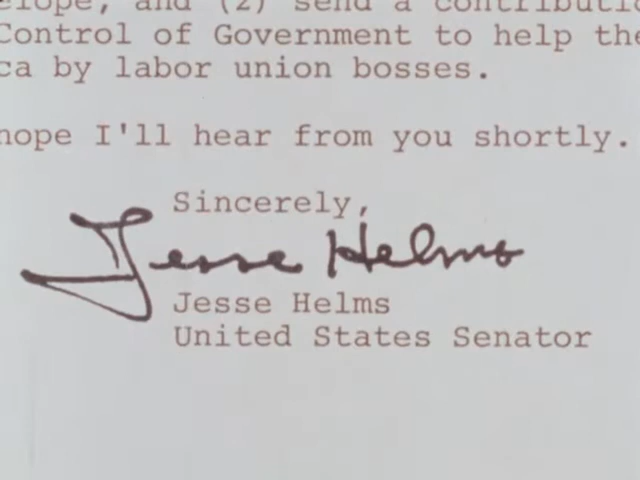 and (2) send a
Control of Government to help the
ca by labor union bosses.
hope I'll hear from you shortly.
Sincerely,
Jesse Helms
Jesse Helms
United States Senator